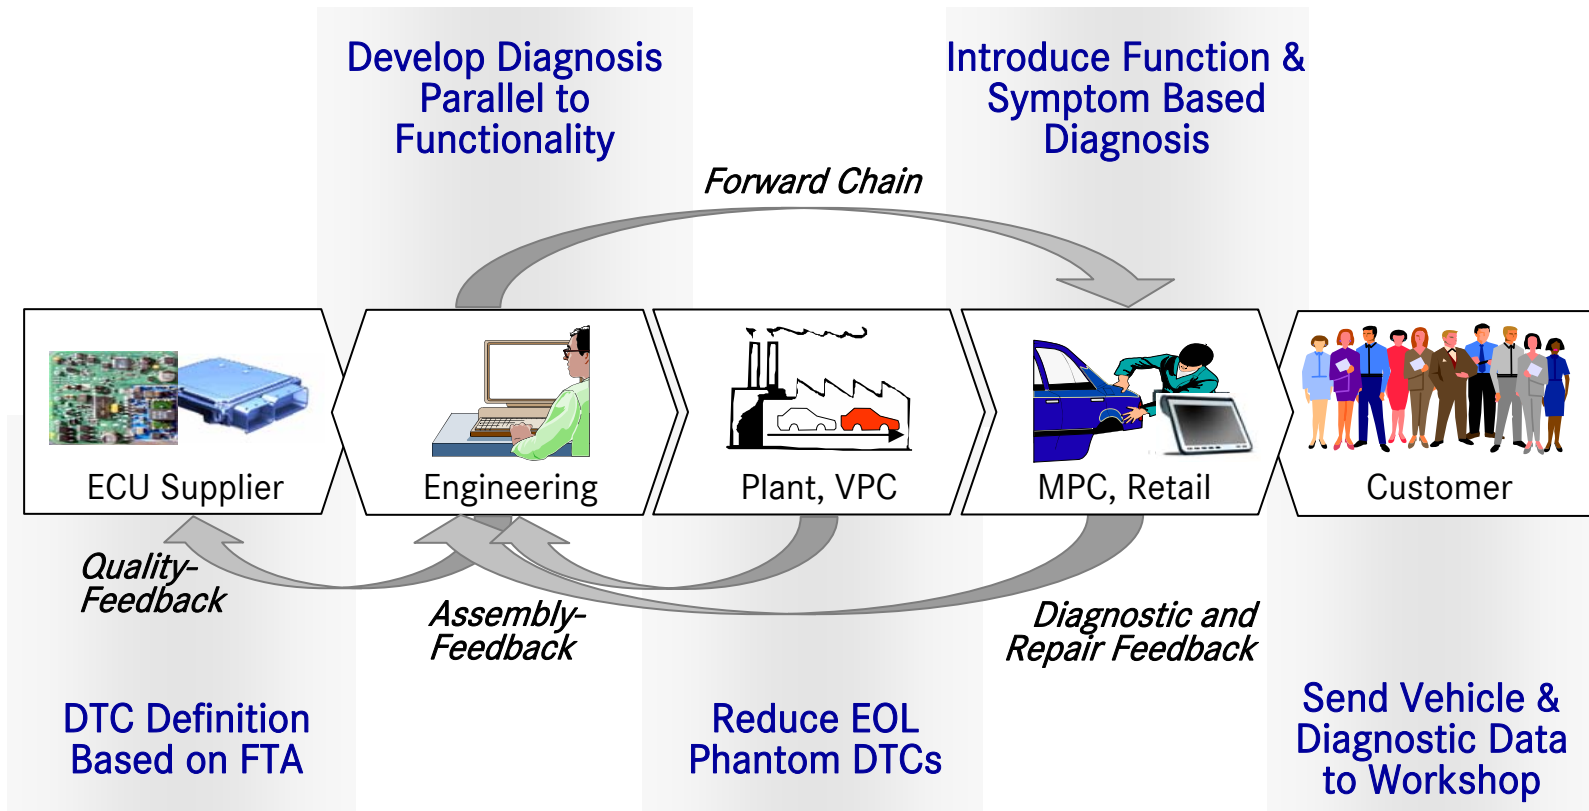 Develop Diagnosis
Parallel to
Functionality
Introduce Function &
Symptom Based
Diagnosis
Forward Chain
ECU Supplier
Engineering
Plant, VPC
MPC, Retail
Customer
Quality-
Feedback
Assembly-
Feedback
Diagnostic and
Repair Feedback
DTC Definition
Based on FTA
Reduce EOL
Phantom DTCs
Send Vehicle &
Diagnostic Data
to Workshop